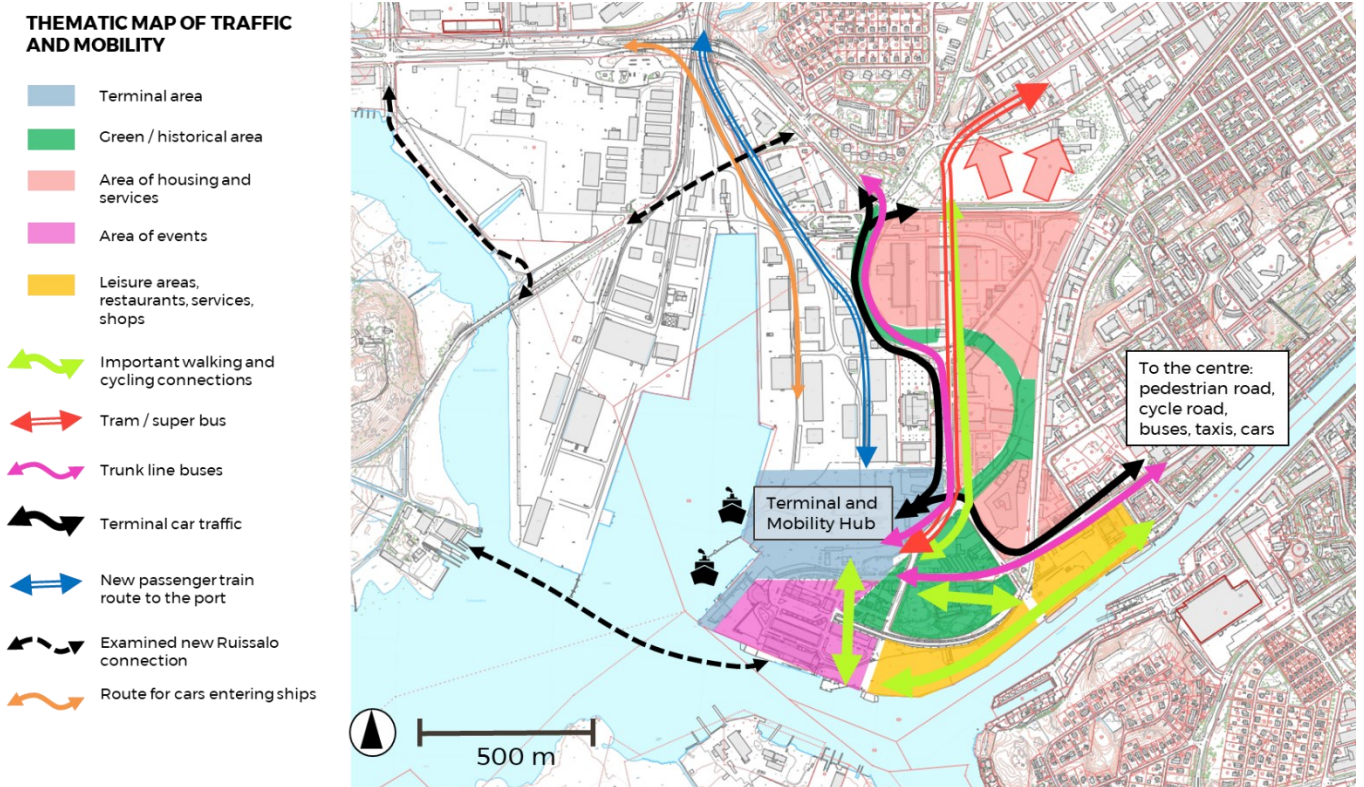 THEMATIC MAP OF TRAFFIC
AND MOBILITY
Terminal area
Green / historical area
Area of housing and
services
Area of events
Leisure areas,
restaurants, services,
shops
Important walking and
cycling connections
Tram / super bus
Trunk line buses
Terminal car traffic
New passenger train
route to the port
Examined new Ruissalo
connection
Route for cars entering ships
To the centre:
pedestrian road,
cycle road,
buses, taxis, cars
Terminal and
Mobility Hub
500 m